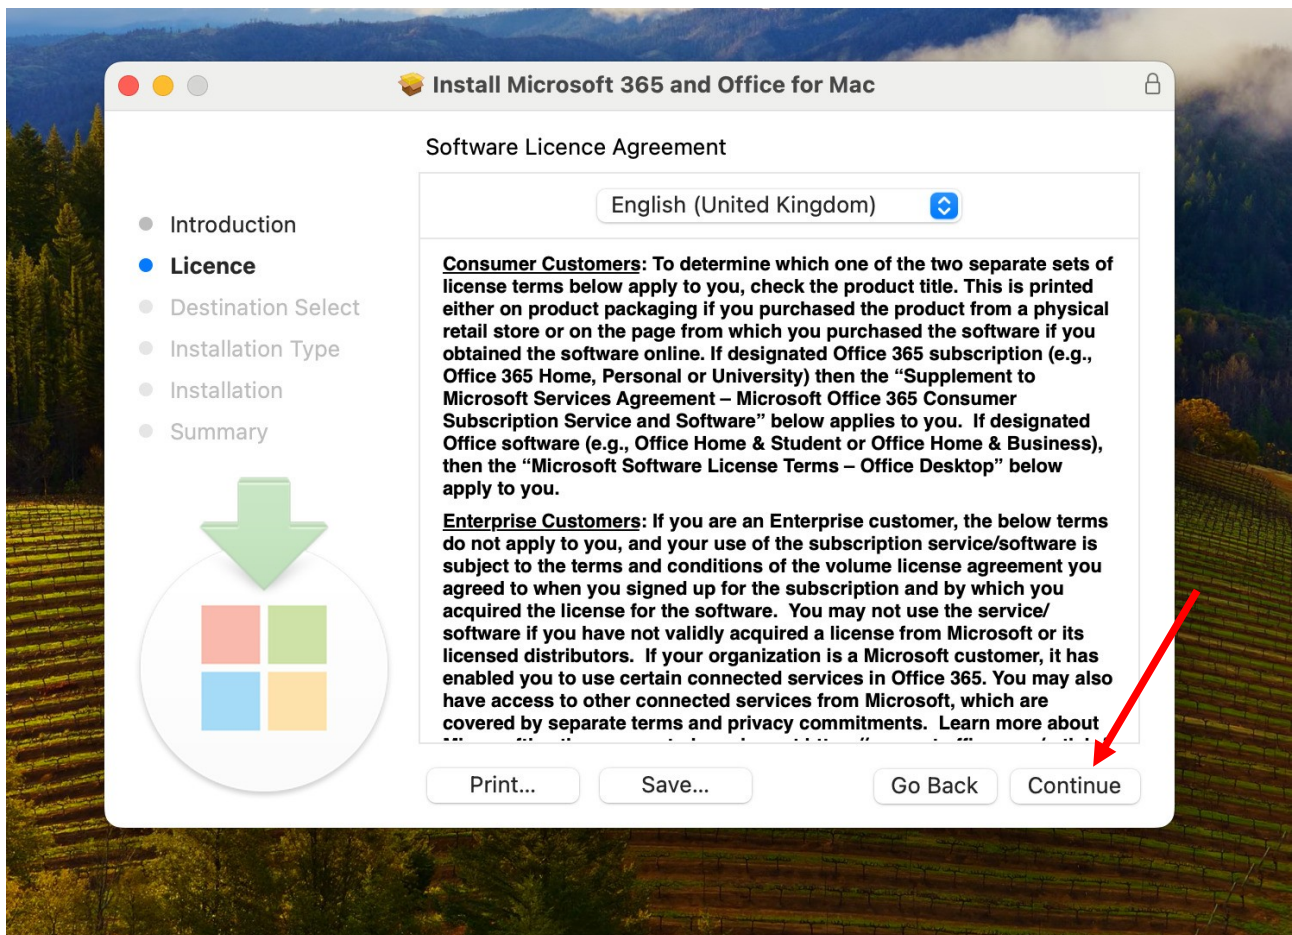 Install Microsoft 365 and Office for Mac
Software Licence Agreement
English (United Kingdom)
Introduction
Licence
Destination Select
Installation Type
Installation
Summary
Consumer Customers: To determine which one of the two separate sets of
license terms below apply to you, check the product title. This is printed
either on product packaging if you purchased the product from a physical
retail store or on the page from which you purchased the software if you
obtained the software online. If designated Office 365 subscription (e.g.,
Office 365 Home, Personal or University) then the “Supplement to
Microsoft Services Agreement – Microsoft Office 365 Consumer
Subscription Service and Software” below applies to you.  If designated
Office software (e.g., Office Home & Student or Office Home & Business),
then the “Microsoft Software License Terms – Office Desktop” below
apply to you.
Enterprise Customers: If you are an Enterprise customer, the below terms
do not apply to you, and your use of the subscription service/software is
subject to the terms and conditions of the volume license agreement you
agreed to when you signed up for the subscription and by which you
acquired the license for the software.  You may not use the service/
software if you have not validly acquired a license from Microsoft or its
licensed distributors.  If your organization is a Microsoft customer, it has
enabled you to use certain connected services in Office 365. You may also
have access to other connected services from Microsoft, which are
covered by separate terms and privacy commitments.  Learn more about
Print...
Save...
Go Back
Continue